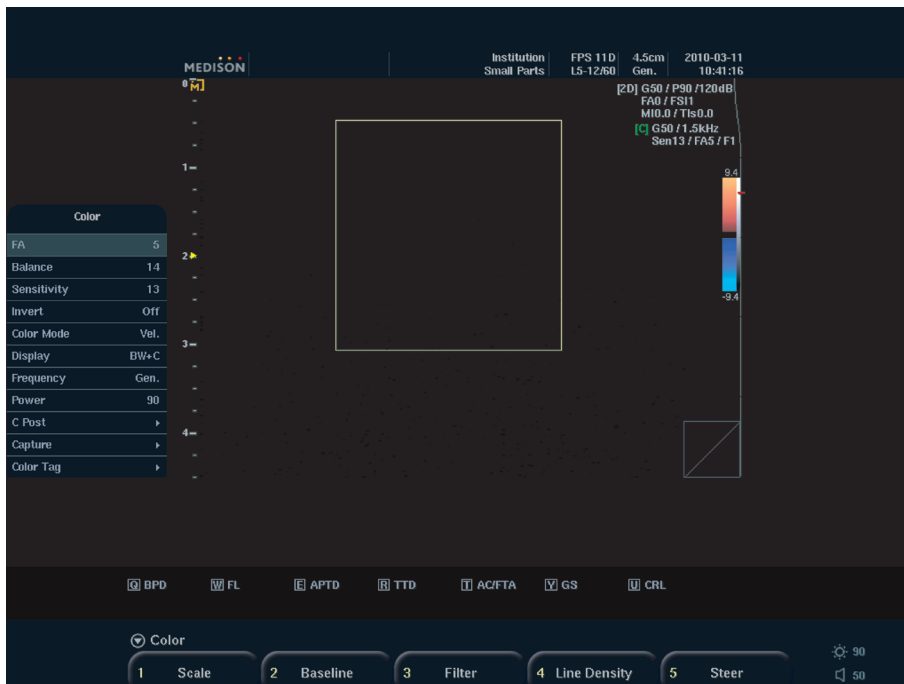 MEDISON
Institution FPS 11D 4.5cm 2010-03-11
Small Parts L5-12/60 Gen. 10:41:16
0 M
[2D] G50 / P90 /120dB
FA0 / FSI1
MI0.0 / TIs0.0
[C] G50 / 1.5kHz
Sen13 / FA5 / F1
1
9.4
Color
FA 5
Balance 14
2
Sensitivity 13
-9.4
Invert Off
Color Mode Vel.
3
Display BW+C
Frequency Gen.
Power 90
C Post
4
Capture
Color Tag
Q BPD W FL E APTD R TTD T AC/FTA Y GS U CRL
Color
90
1 Scale 2 Baseline 3 Filter 4 Line Density 5 Steer
50